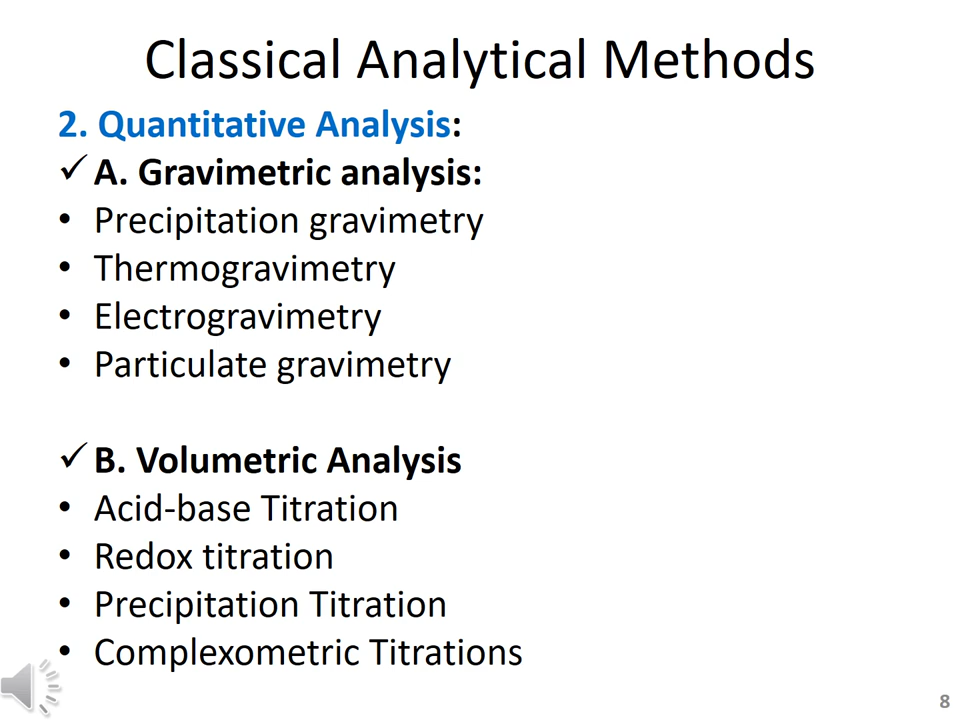 Classical Analytical Methods
2. Quantitative Analysis:
✓ A. Gravimetric analysis:
• Precipitation gravimetry
• Thermogravimetry
• Electrogravimetry
• Particulate gravimetry
✓ B. Volumetric Analysis
• Acid-base Titration
• Redox titration
• Precipitation Titration
• Complexometric Titrations
8